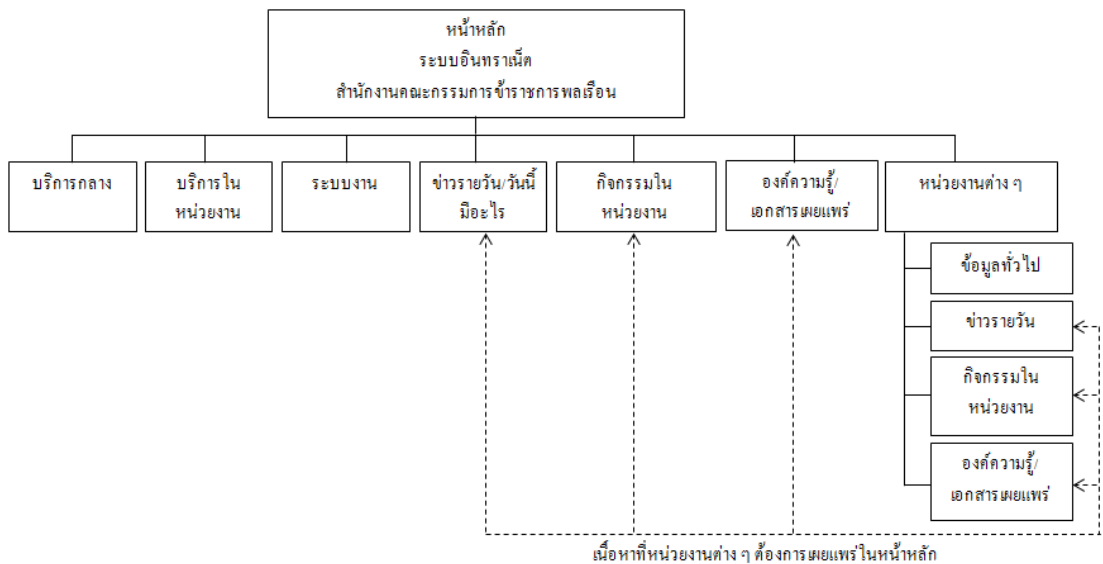 หน้าหลัก
ระบบอินทราเน็ต
สำนักงานคณะกรรมการข้าราชการพลเรือน
บริการกลาง
บริการใน
หน่วยงาน
ระบบงาน
ข่าวรายวัน/วันนี้
มีอะไร
กิจกรรมใน
หน่วยงาน
องค์ความรู้/
เอกสารเผยแพร่
หน่วยงานต่าง ๆ
ข้อมูลทั่วไป
ข่าวรายวัน
กิจกรรมใน
หน่วยงาน
องค์ความรู้/
เอกสารเผยแพร่
เนื้อหาที่หน่วยงานต่าง ๆ ต้องการเผยแพร่ในหน้าหลัก